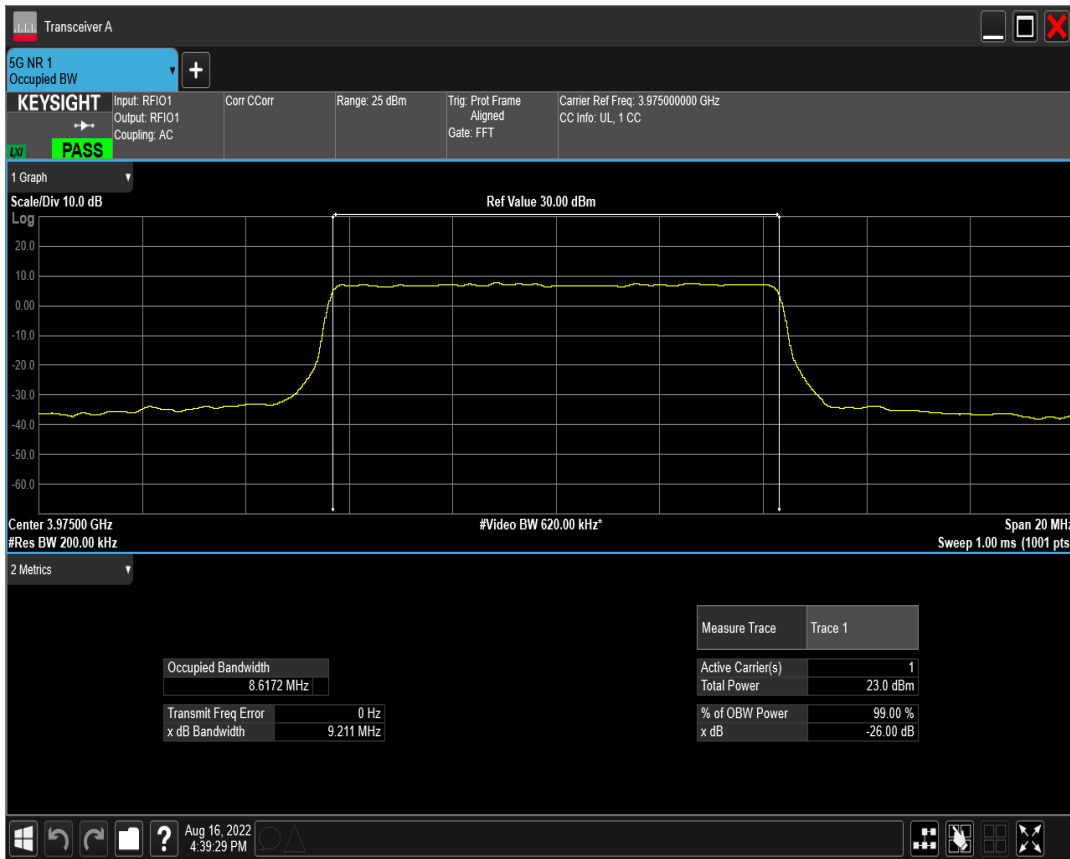 Transceiver A
5G NR 1
Occupied BW
KEYSIGHT
LXI
PASS
Input: RFIO1
Output: RFIO1
Coupling: AC
Corr CCorr
Range: 25 dBm
Trig: Prot Frame
Aligned
Gate: FFT
Carrier Ref Freq: 3.975000000 GHz
CC Info: UL, 1 CC
1 Graph
Scale/Div 10.0 dB
Ref Value 30.00 dBm
Log
20.0
10.0
0.00
-10.0
-20.0
-30.0
-40.0
-50.0
-60.0
Center 3.97500 GHz
#Video BW 620.00 kHz*
Span 20 MHz
#Res BW 200.00 kHz
Sweep 1.00 ms (1001 pts
2 Metrics
Measure Trace Trace 1
Occupied Bandwidth
8.6172 MHz
Active Carrier(s) 1
Total Power 23.0 dBm
Transmit Freq Error 0 Hz
x dB Bandwidth 9.211 MHz
% of OBW Power 99.00 %
x dB -26.00 dB
?
Aug 16, 2022
4:39:29 PM